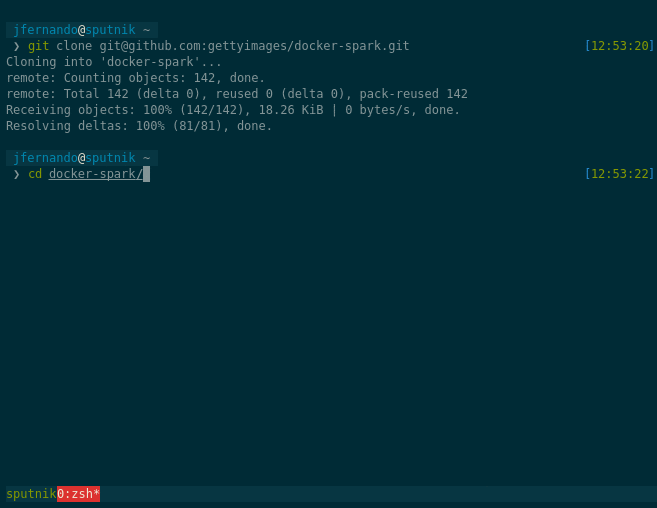 jfernando@sputnik ~
❯ git clone git@github.com:gettyimages/docker-spark.git [12:53:20]
Cloning into 'docker-spark'...
remote: Counting objects: 142, done.
remote: Total 142 (delta 0), reused 0 (delta 0), pack-reused 142
Receiving objects: 100% (142/142), 18.26 KiB | 0 bytes/s, done.
Resolving deltas: 100% (81/81), done.
jfernando@sputnik ~
❯ cd docker-spark/ [12:53:22]
sputnik0:zsh*